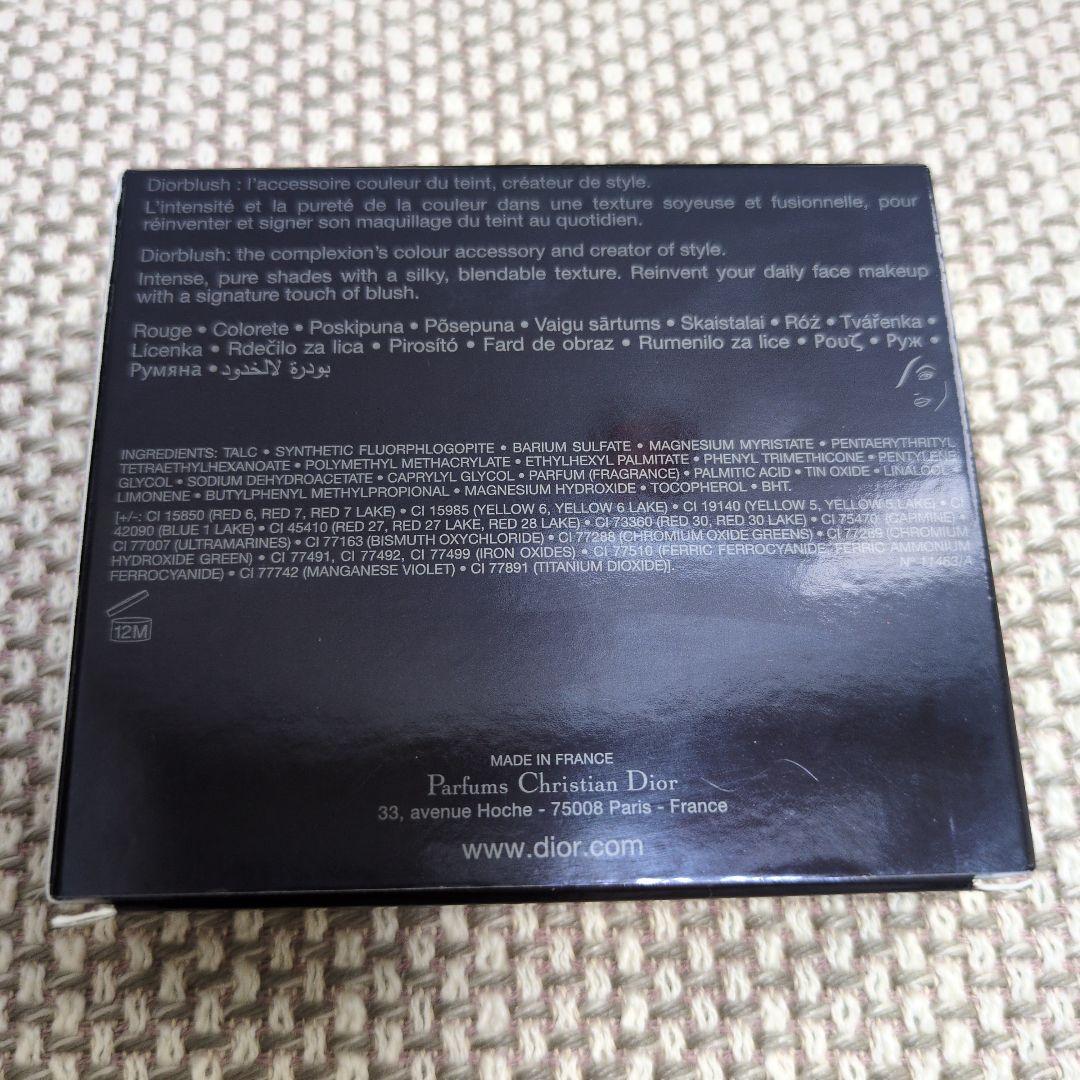 Diorblush : l'accessoire couleur du teint, créateur de style.
L'intensité et la pureté de la couleur dans une texture soyeuse et fusionnelle, pour
réinventer et signer son maquillage du teint au quotidien.
Diorblush: the complexion's colour accessory and creator of style.
Intense, pure shades with a silky, blendable texture. Reinvent your daily face makeup
with a signature touch of blush.
Rouge • Colorete • Poskipuna • Põsepuna • Vaigu sārtums • Skaistalai • Róż • Tvářenka •
Lícenka • Rdečilo za lica • Pirosító • Fard de obraz • Rumenilo za lice • Ρουζ • Руж •
Румяна • بودرة لالخدود
INGREDIENTS: TALC • SYNTHETIC FLUORPHLOGOPITE • BARIUM SULFATE • MAGNESIUM MYRISTATE • PENTAERYTHRITYL
TETRAETHYLHEXANOATE • POLYMETHYL METHACRYLATE • ETHYLHEXYL PALMITATE • PHENYL TRIMETHICONE • PENTYLENE
GLYCOL • SODIUM DEHYDROACETATE • CAPRYLYL GLYCOL • PARFUM (FRAGRANCE) • PALMITIC ACID • TIN OXIDE • LINALOOL •
LIMONENE • BUTYLPHENYL METHYLPROPIONAL • MAGNESIUM HYDROXIDE • TOCOPHEROL • BHT.
[+/-: CI 15850 (RED 6, RED 7, RED 7 LAKE) • CI 15985 (YELLOW 6, YELLOW 6 LAKE) • CI 19140 (YELLOW 5, YELLOW 5 LAKE) • CI
42090 (BLUE 1 LAKE) • CI 45410 (RED 27, RED 27 LAKE, RED 28 LAKE) • CI 73360 (RED 30, RED 30 LAKE) • CI 75470 (CARMINE) •
CI 77007 (ULTRAMARINES) • CI 77163 (BISMUTH OXYCHLORIDE) • CI 77288 (CHROMIUM OXIDE GREENS) • CI 77289 (CHROMIUM
HYDROXIDE GREEN) • CI 77491, CI 77492, CI 77499 (IRON OXIDES) • CI 77510 (FERRIC FERROCYANIDE, FERRIC AMMONIUM
FERROCYANIDE) • CI 77742 (MANGANESE VIOLET) • CI 77891 (TITANIUM DIOXIDE)]. N° 11463/A
12M
MADE IN FRANCE
Parfums Christian Dior
33, avenue Hoche - 75008 Paris - France
www.dior.com